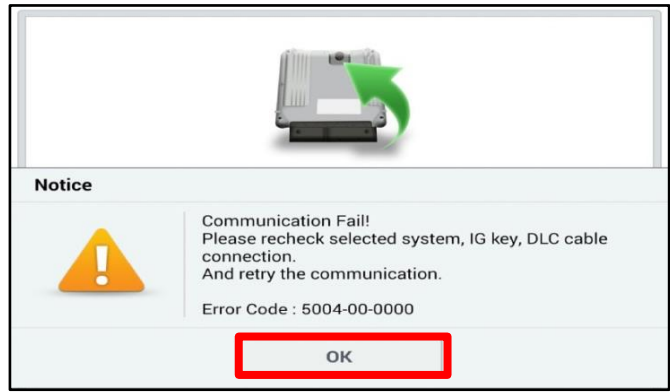 Notice
Communication Fail!
Please recheck selected system, IG key, DLC cable
connection.
And retry the communication.
Error Code : 5004-00-0000
OK